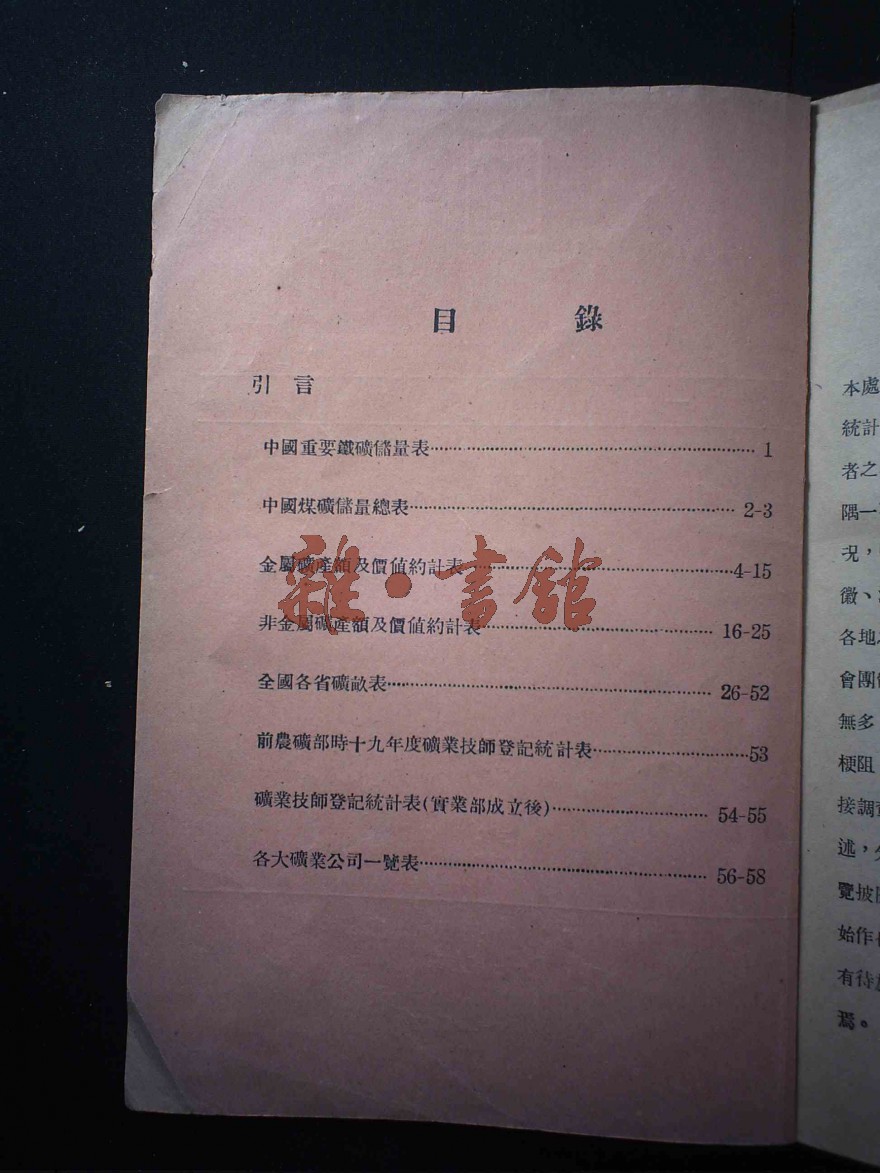 目 錄
引言
中國重要鐵礦儲量表 1
中國煤礦儲量總表 2-3
金屬礦產額及價值約計表 4-15
非金屬礦產額及價值約計表 16-25
全國各省礦畝表 26-52
前農礦部時十九年度礦業技師登記統計表 53
礦業技師登記統計表(實業部成立後) 54-55
各大礦業公司一覽表 56-58
雜·書館
本處
統計
者之
隅一
況，
徽、
各地
會團
無多
梗阻
接調查
述，
覽披
始作
有待
焉。